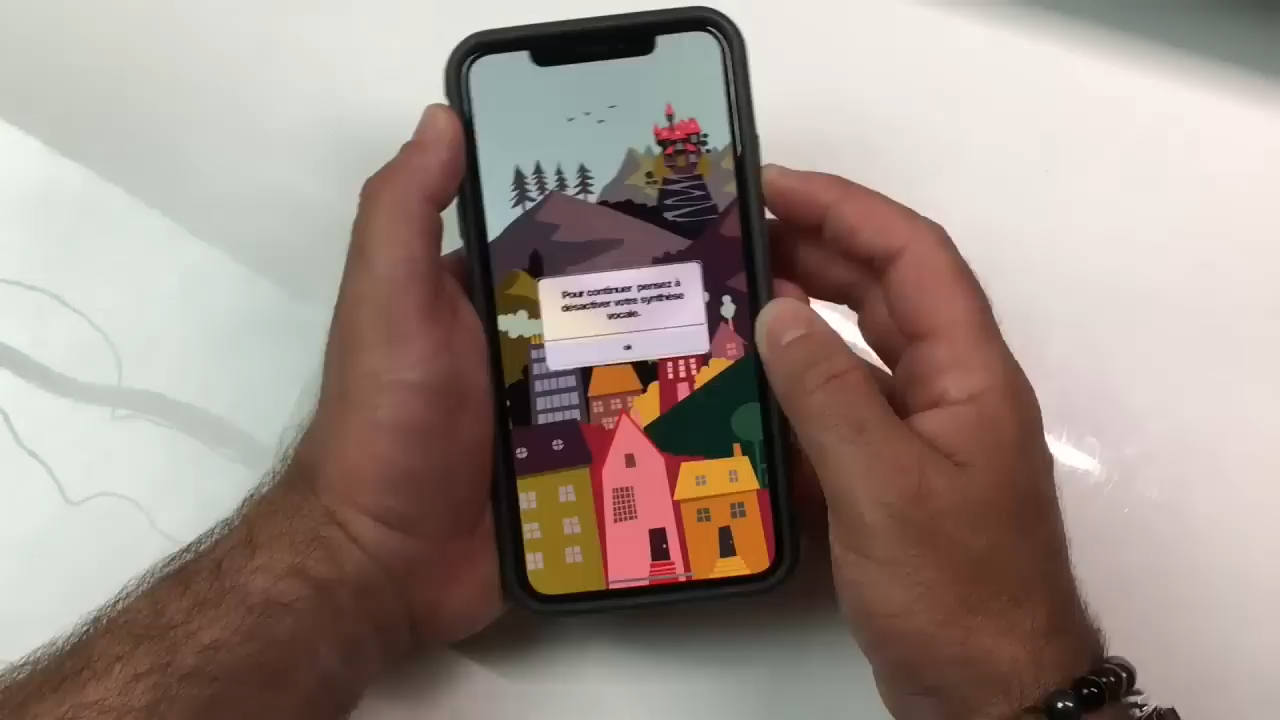 Pour continuer pensez à
désactiver votre synthèse
vocale.
ok